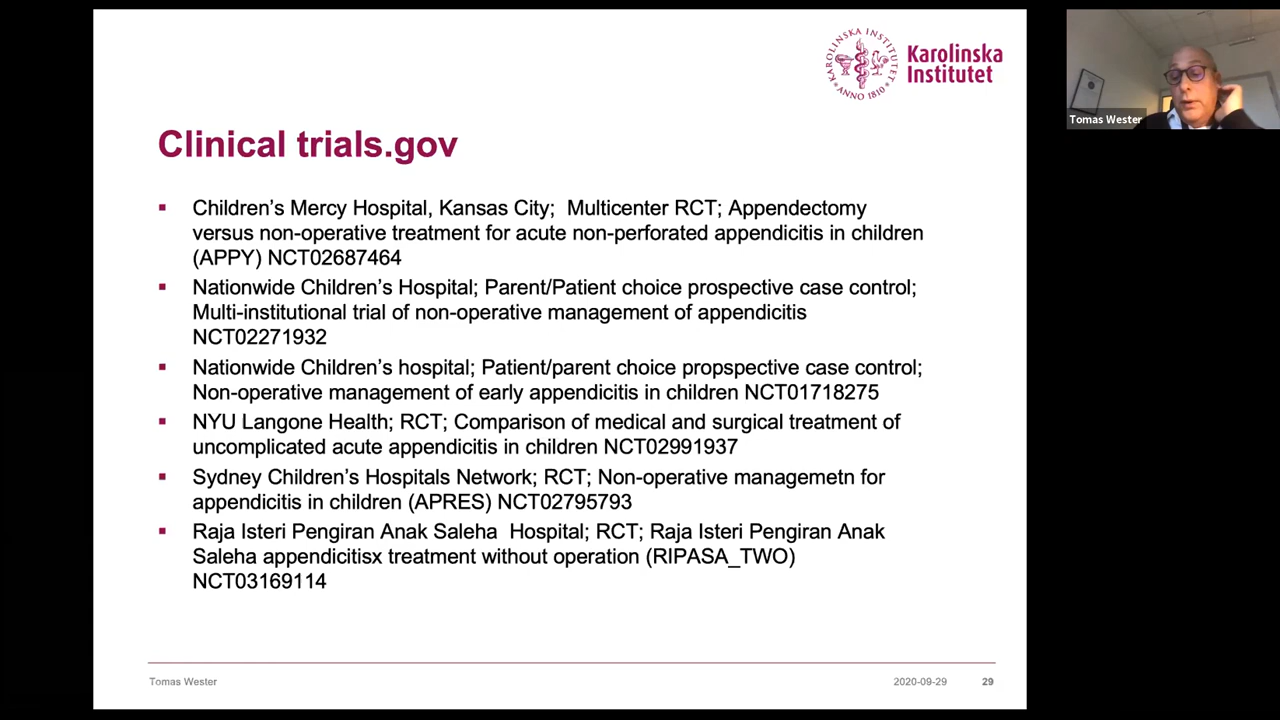 KAROLINSKA INSTITUTET
ANNO 1810
Karolinska
Institutet
Tomas Wester
Clinical trials.gov
▪ Children’s Mercy Hospital, Kansas City;  Multicenter RCT; Appendectomy
versus non-operative treatment for acute non-perforated appendicitis in children
(APPY) NCT02687464
▪ Nationwide Children’s Hospital; Parent/Patient choice prospective case control;
Multi-institutional trial of non-operative management of appendicitis
NCT02271932
▪ Nationwide Children’s hospital; Patient/parent choice propspective case control;
Non-operative management of early appendicitis in children NCT01718275
▪ NYU Langone Health; RCT; Comparison of medical and surgical treatment of
uncomplicated acute appendicitis in children NCT02991937
▪ Sydney Children’s Hospitals Network; RCT; Non-operative managemetn for
appendicitis in children (APRES) NCT02795793
▪ Raja Isteri Pengiran Anak Saleha  Hospital; RCT; Raja Isteri Pengiran Anak
Saleha appendicitisx treatment without operation (RIPASA_TWO)
NCT03169114
Tomas Wester
2020-09-29
29